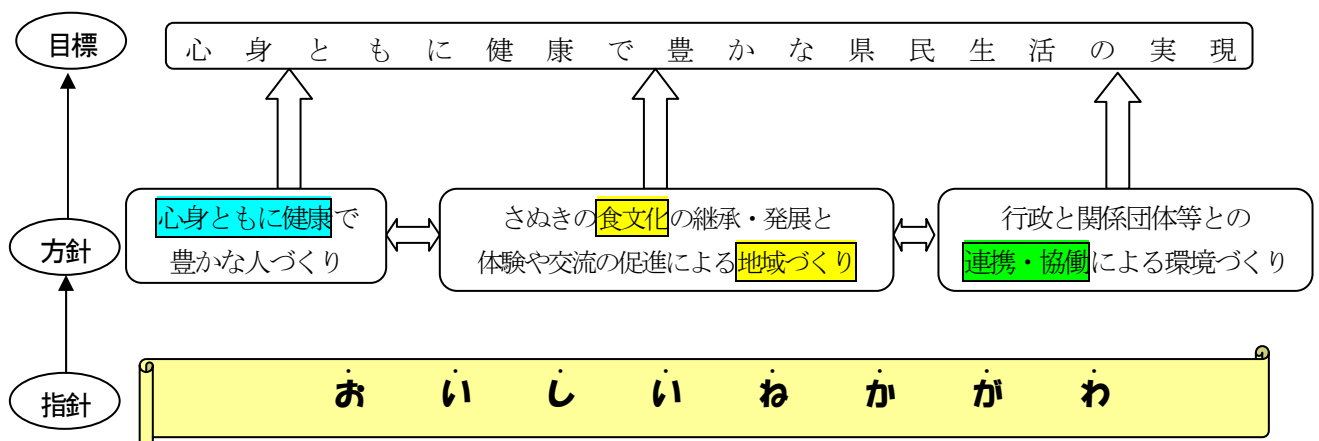 目標
心身ともに健康で豊かな県民生活の実現
方針
心身ともに健康で
豊かな人づくり
さぬきの食文化の継承・発展と
体験や交流の促進による地域づくり
行政と関係団体等との
連携・協働による環境づくり
指針
おいしいねかがわ